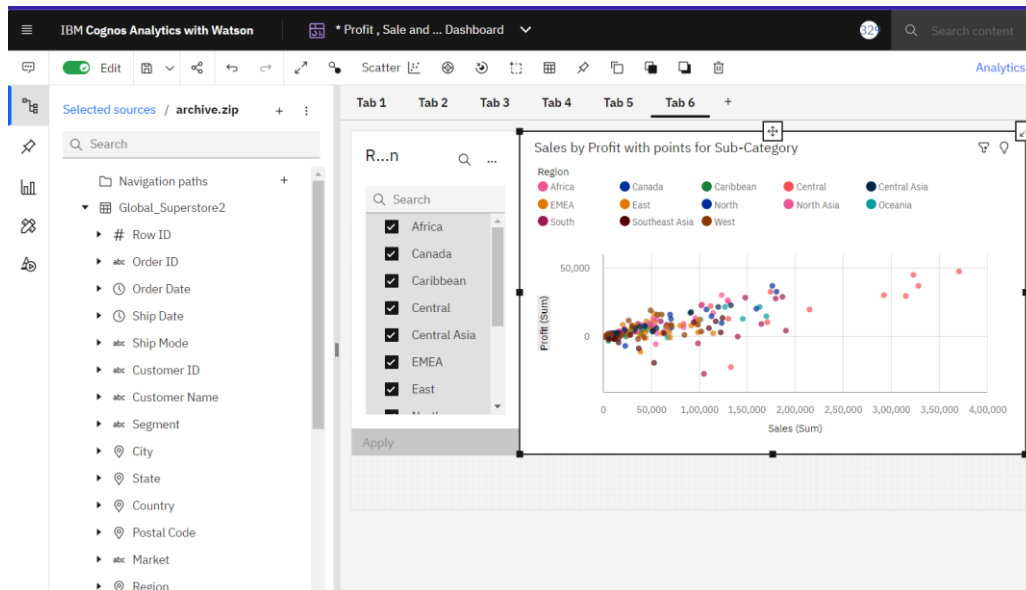 IBM Cognos Analytics with Watson
* Profit , Sale and ... Dashboard
329
Search content
Edit
Scatter
Analytics
Selected sources / archive.zip
Search
Navigation paths
Global_Superstore2
# Row ID
abc Order ID
Order Date
Ship Date
abc Ship Mode
abc Customer ID
abc Customer Name
abc Segment
City
State
Country
Postal Code
abc Market
Region
Tab 1 Tab 2 Tab 3 Tab 4 Tab 5 Tab 6 +
R...n
Search
Africa
Canada
Caribbean
Central
Central Asia
EMEA
East
Apply
Sales by Profit with points for Sub-Category
Region
Africa Canada Caribbean Central Central Asia
EMEA East North North Asia Oceania
South Southeast Asia West
50,000
0
Profit (Sum)
0 50,000 1,00,000 1,50,000 2,00,000 2,50,000 3,00,000 3,50,000 4,00,000
Sales (Sum)